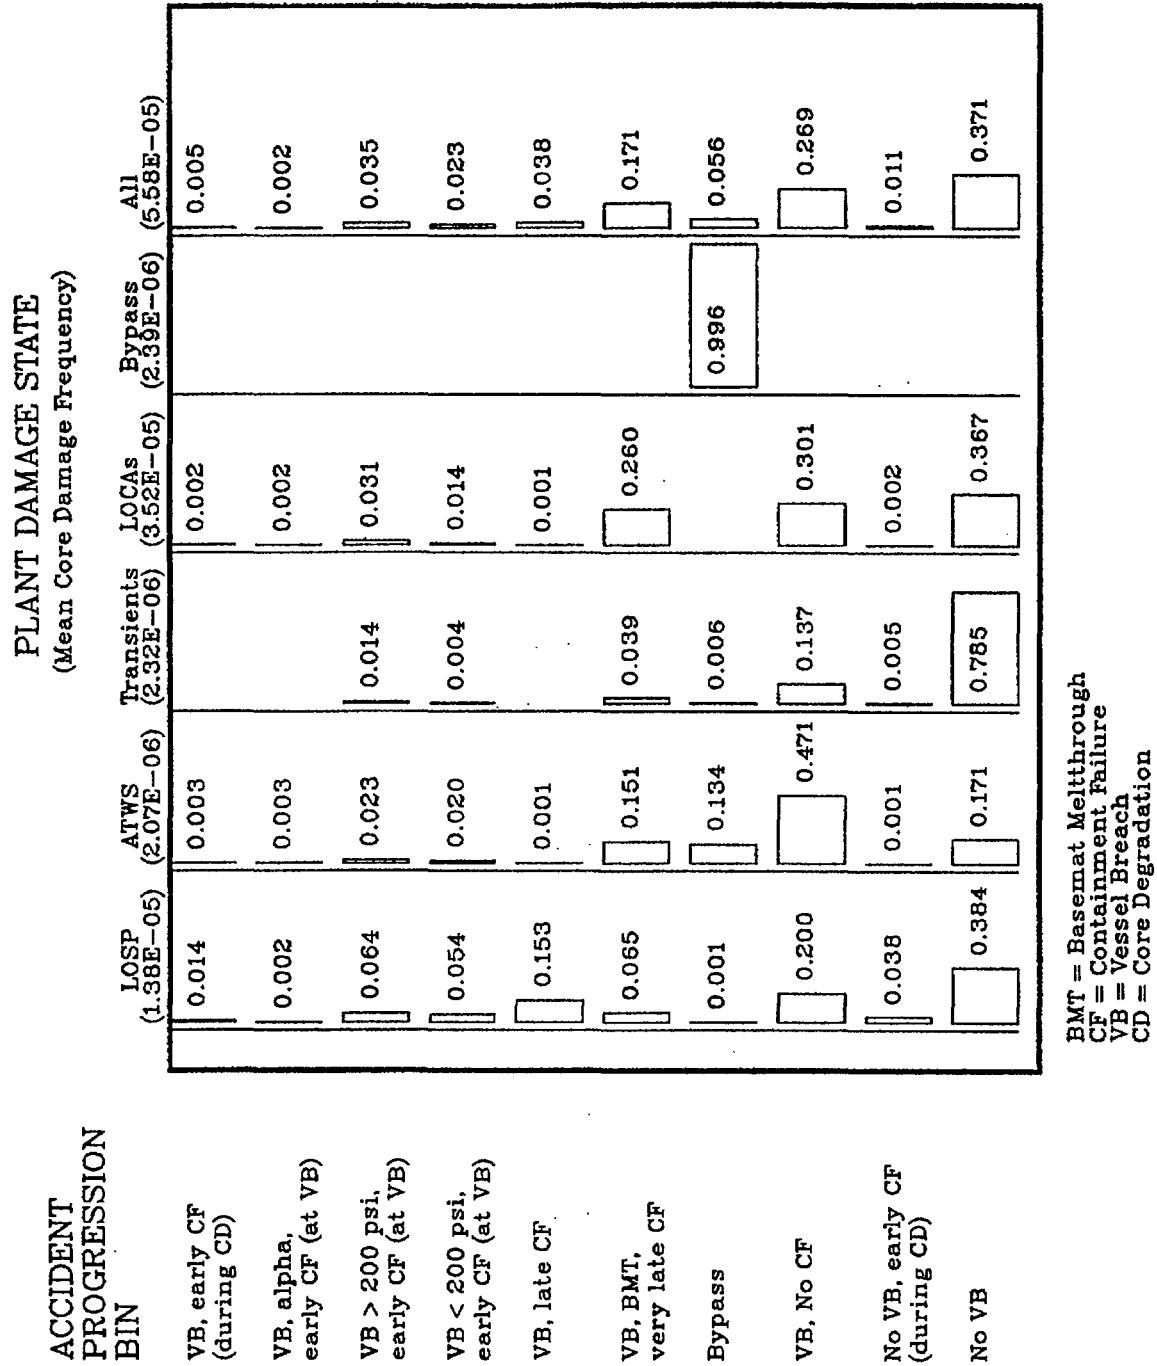 PLANT DAMAGE STATE
(Mean Core Damage Frequency)
ACCIDENT
PROGRESSION
BIN
LOSP
(1.38E−05)
ATWS
(2.07E−06)
Transients
(2.32E−06)
LOCAs
(3.52E−05)
Bypass
(2.39E−06)
All
(5.58E−05)
VB, early CF
(during CD)
0.014 0.003 0.002 0.005
VB, alpha,
early CF (at VB)
0.002 0.003 0.002 0.002
VB > 200 psi,
early CF (at VB)
0.064 0.023 0.014 0.031 0.035
VB < 200 psi,
early CF (at VB)
0.054 0.020 0.004 0.014 0.023
VB, late CF
0.153 0.001 0.001 0.038
VB, BMT,
very late CF
0.065 0.151 0.039 0.260 0.171
Bypass
0.001 0.134 0.006 0.996 0.056
VB, No CF
0.200 0.471 0.137 0.301 0.269
No VB, early CF
(during CD)
0.038 0.001 0.005 0.002 0.011
No VB
0.384 0.171 0.785 0.367 0.371
BMT = Basemat Meltthrough
CF = Containment Failure
VB = Vessel Breach
CD = Core Degradation